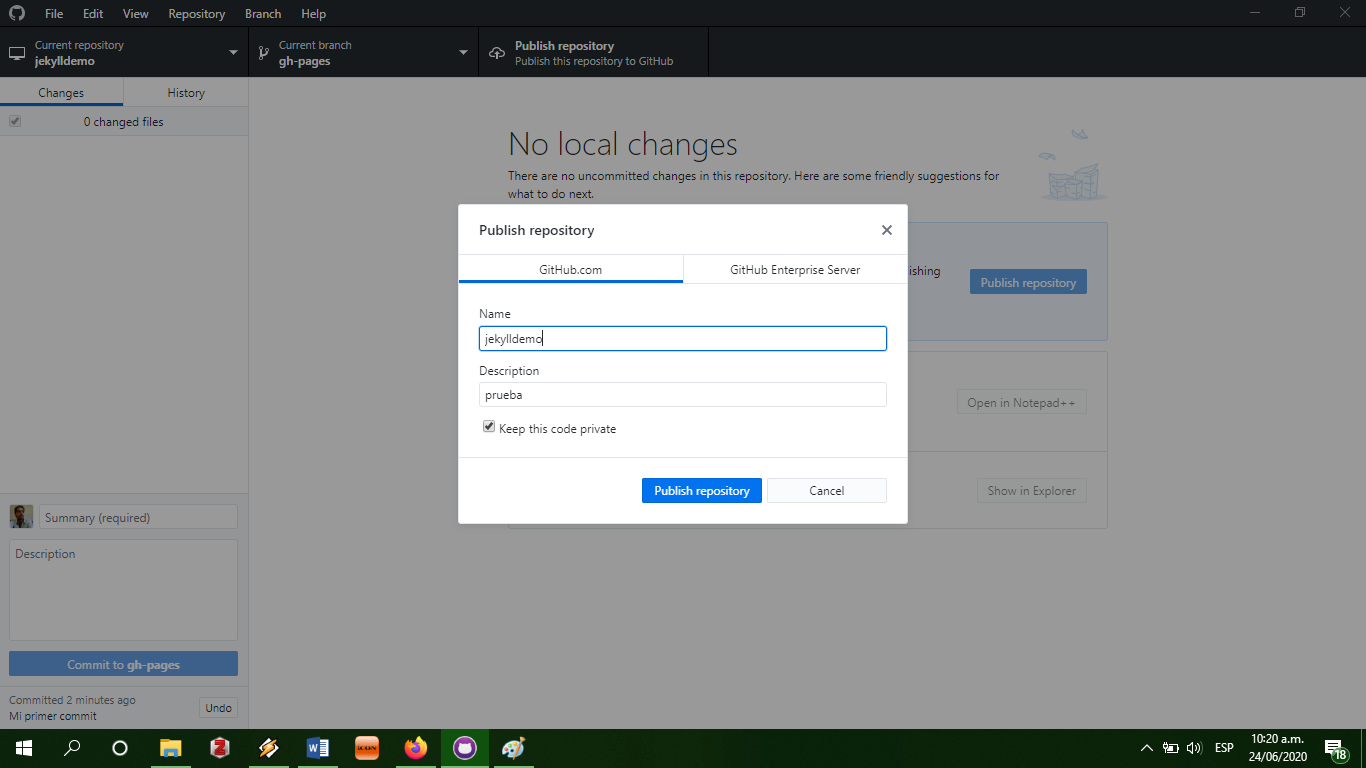 File Edit View Repository Branch Help
Current repository
jekylldemo
Current branch
gh-pages
Publish repository
Publish this repository to GitHub
Changes History
0 changed files
No local changes
There are no uncommitted changes in this repository. Here are some friendly suggestions for
what to do next.
Publish repository
GitHub.com GitHub Enterprise Server
ishing
Publish repository
Name
jekylldemo
Description
prueba
Open in Notepad++
Keep this code private
Publish repository Cancel
Show in Explorer
Summary (required)
Description
Commit to gh-pages
Committed 2 minutes ago
Mi primer commit
Undo
ICON
ESP
10:20 a.m.
24/06/2020
18